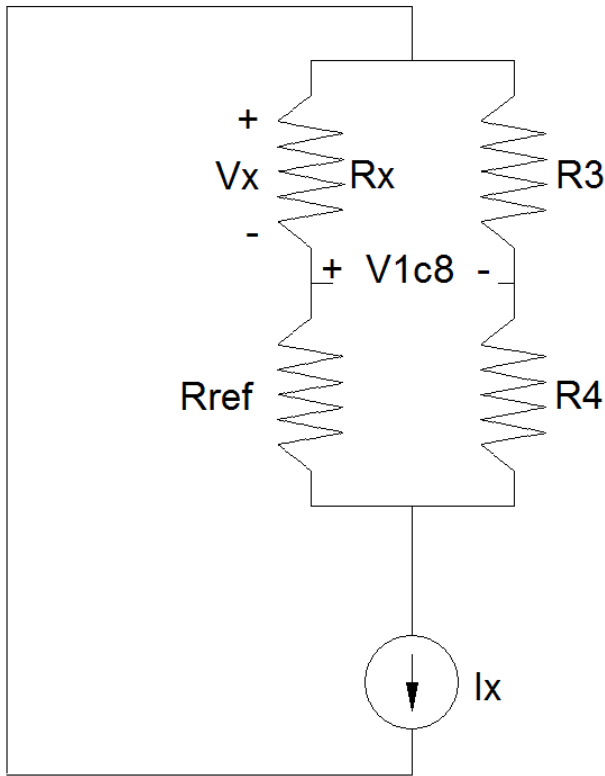 +
Vx Rx R3
-
+ V1c8 -
Rref R4
Ix